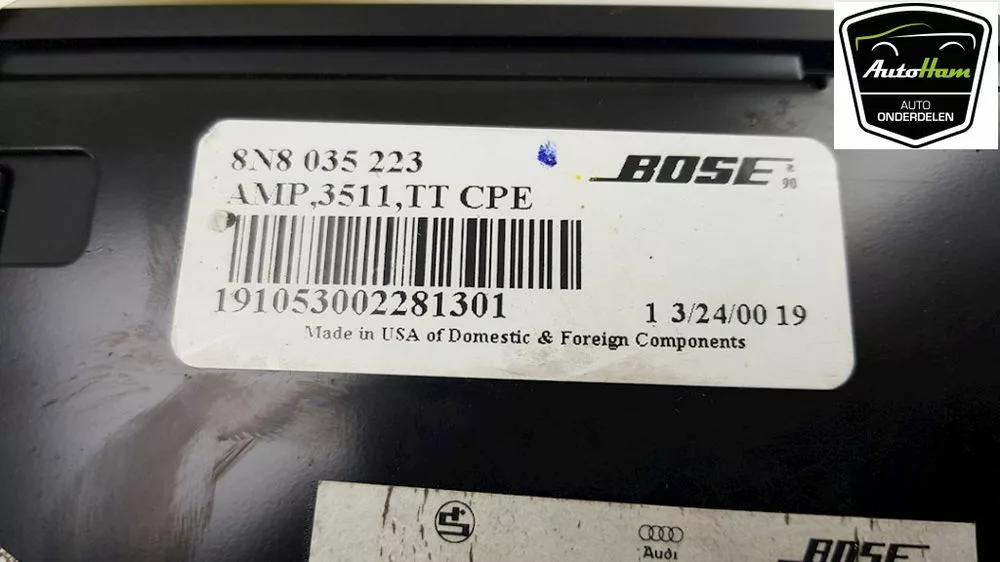 AutoHam
AUTO
ONDERDELEN
8N8 035 223
BOSE
AMP,3511,TT CPE
191053002281301
1 3/24/00 19
Made in USA of Domestic & Foreign Components
Audi
BOSE